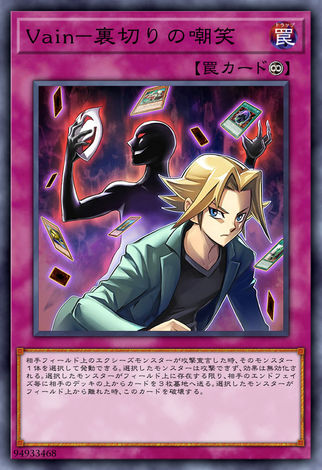 Vain－裏切りの嘲笑
トラップ
罠
【罠カード】
相手フィールド上のエクシーズモンスターが攻撃宣言した時、そのモンスター
１体を選択して発動できる。選択したモンスターは攻撃できず、効果は無効化さ
れる。選択したモンスターがフィールド上に存在する限り、相手のエンドフェイ
ズ毎に相手のデッキの上からカードを３枚墓地へ送る。選択したモンスターが
フィールド上から離れた時、このカードを破壊する。
94933468